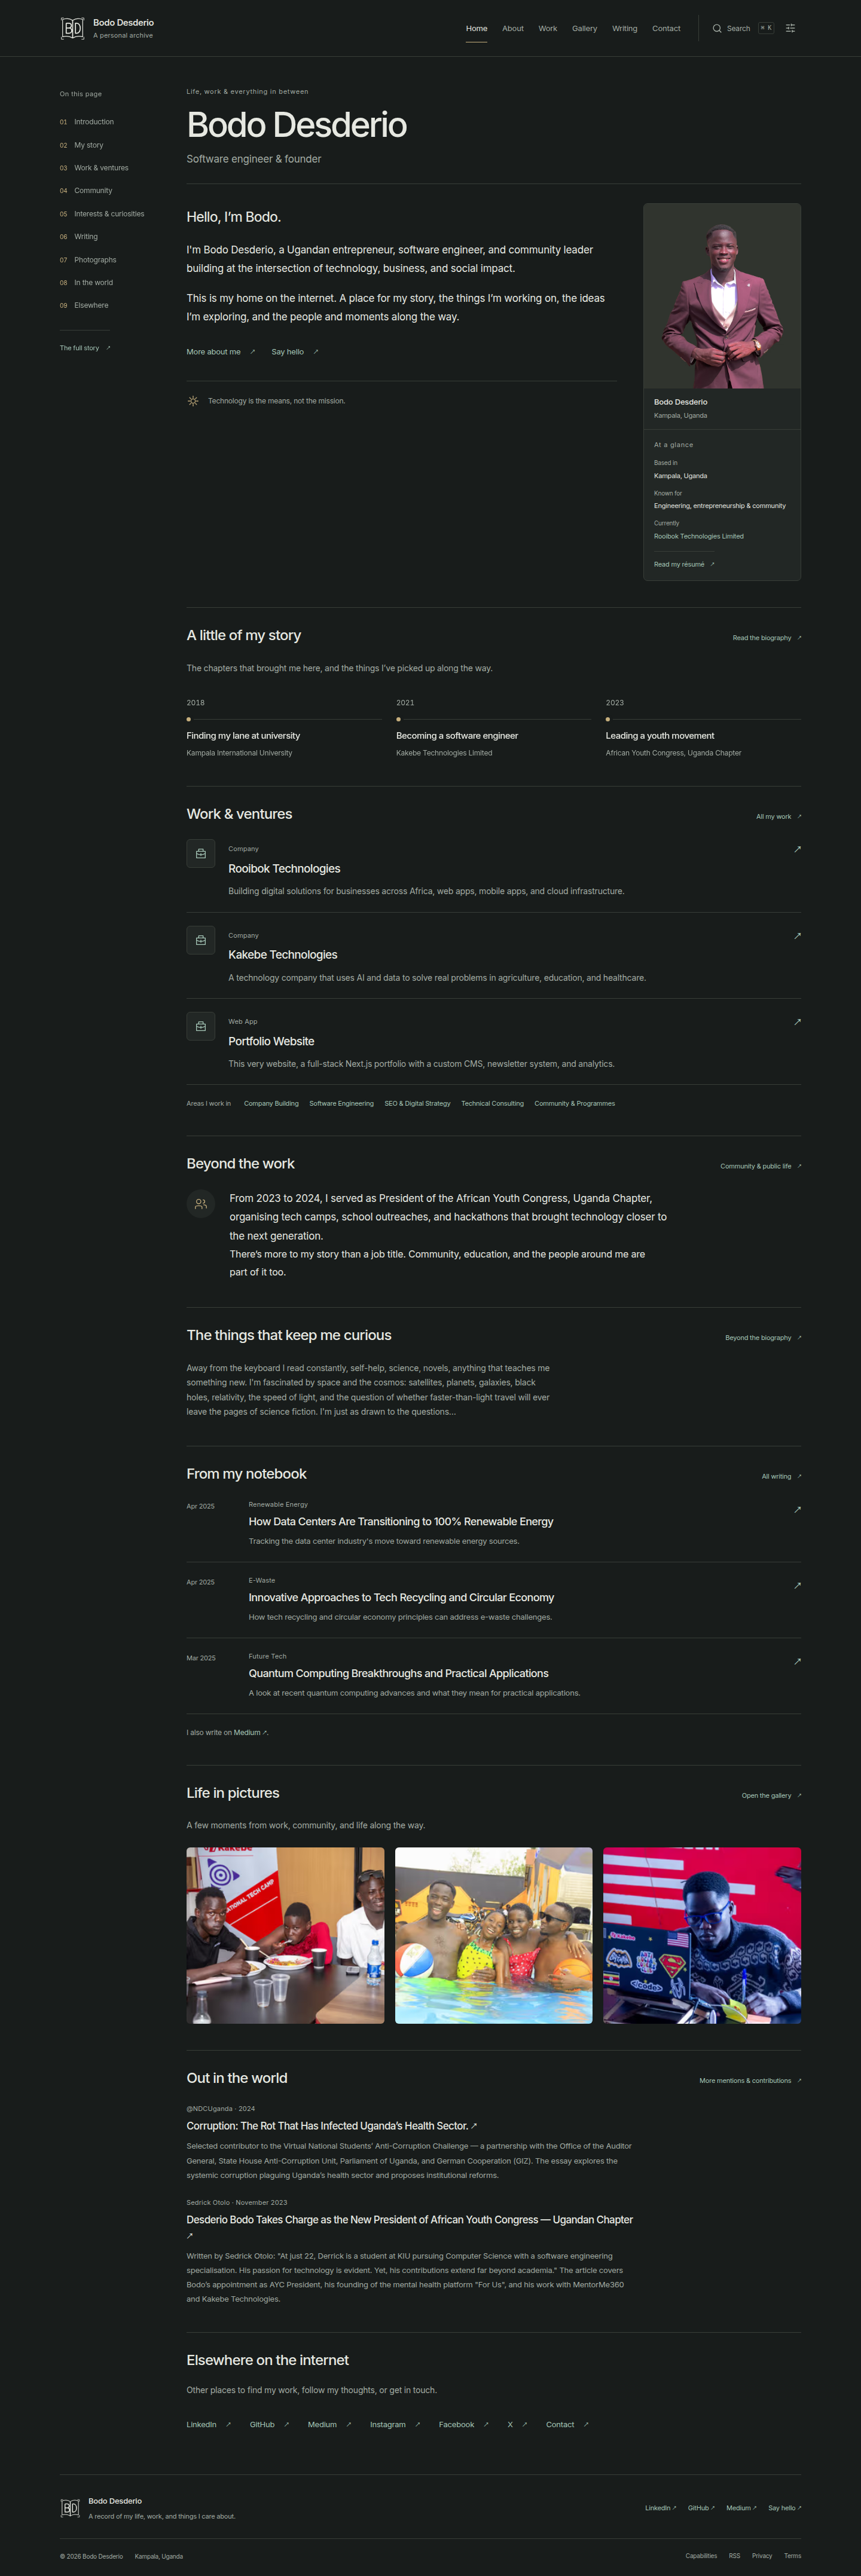 BD
Bodo Desderio
A personal archive
Home
About
Work
Gallery
Writing
Contact
Search
⌘ K
On this page
01 Introduction
02 My story
03 Work & ventures
04 Community
05 Interests & curiosities
06 Writing
07 Photographs
08 In the world
09 Elsewhere
The full story ↗
Life, work & everything in between
Bodo Desderio
Software engineer & founder
Hello, I’m Bodo.
I'm Bodo Desderio, a Ugandan entrepreneur, software engineer, and community leader
building at the intersection of technology, business, and social impact.
This is my home on the internet. A place for my story, the things I’m working on, the ideas
I’m exploring, and the people and moments along the way.
More about me ↗
Say hello ↗
Technology is the means, not the mission.
Bodo Desderio
Kampala, Uganda
At a glance
Based in
Kampala, Uganda
Known for
Engineering, entrepreneurship & community
Currently
Rooibok Technologies Limited
Read my résumé ↗
A little of my story
Read the biography ↗
The chapters that brought me here, and the things I’ve picked up along the way.
2018
Finding my lane at university
Kampala International University
2021
Becoming a software engineer
Kakebe Technologies Limited
2023
Leading a youth movement
African Youth Congress, Uganda Chapter
Work & ventures
All my work ↗
Company
Rooibok Technologies
Building digital solutions for businesses across Africa, web apps, mobile apps, and cloud infrastructure.
Company
Kakebe Technologies
A technology company that uses AI and data to solve real problems in agriculture, education, and healthcare.
Web App
Portfolio Website
This very website, a full-stack Next.js portfolio with a custom CMS, newsletter system, and analytics.
Areas I work in
Company Building
Software Engineering
SEO & Digital Strategy
Technical Consulting
Community & Programmes
Beyond the work
Community & public life ↗
From 2023 to 2024, I served as President of the African Youth Congress, Uganda Chapter,
organising tech camps, school outreaches, and hackathons that brought technology closer to
the next generation.
There’s more to my story than a job title. Community, education, and the people around me are
part of it too.
The things that keep me curious
Beyond the biography ↗
Away from the keyboard I read constantly, self-help, science, novels, anything that teaches me
something new. I'm fascinated by space and the cosmos: satellites, planets, galaxies, black
holes, relativity, the speed of light, and the question of whether faster-than-light travel will ever
leave the pages of science fiction. I'm just as drawn to the questions…
From my notebook
All writing ↗
Apr 2025
Renewable Energy
How Data Centers Are Transitioning to 100% Renewable Energy
Tracking the data center industry's move toward renewable energy sources.
Apr 2025
E-Waste
Innovative Approaches to Tech Recycling and Circular Economy
How tech recycling and circular economy principles can address e-waste challenges.
Mar 2025
Future Tech
Quantum Computing Breakthroughs and Practical Applications
A look at recent quantum computing advances and what they mean for practical applications.
I also write on Medium ↗.
Life in pictures
Open the gallery ↗
A few moments from work, community, and life along the way.
Kakebe
NATIONAL TECH CAMP
<code>
Out in the world
More mentions & contributions ↗
@NDCUganda · 2024
Corruption: The Rot That Has Infected Uganda’s Health Sector. ↗
Selected contributor to the Virtual National Students’ Anti-Corruption Challenge — a partnership with the Office of the Auditor
General, State House Anti-Corruption Unit, Parliament of Uganda, and German Cooperation (GIZ). The essay explores the
systemic corruption plaguing Uganda’s health sector and proposes institutional reforms.
Sedrick Otolo · November 2023
Desderio Bodo Takes Charge as the New President of African Youth Congress — Ugandan Chapter
↗
Written by Sedrick Otolo: "At just 22, Derrick is a student at KIU pursuing Computer Science with a software engineering
specialisation. His passion for technology is evident. Yet, his contributions extend far beyond academia." The article covers
Bodo’s appointment as AYC President, his founding of the mental health platform "For Us", and his work with MentorMe360
and Kakebe Technologies.
Elsewhere on the internet
Other places to find my work, follow my thoughts, or get in touch.
LinkedIn ↗
GitHub ↗
Medium ↗
Instagram ↗
Facebook ↗
X ↗
Contact ↗
BD
Bodo Desderio
A record of my life, work, and things I care about.
LinkedIn ↗
GitHub ↗
Medium ↗
Say hello ↗
© 2026 Bodo Desderio
Kampala, Uganda
Capabilities
RSS
Privacy
Terms